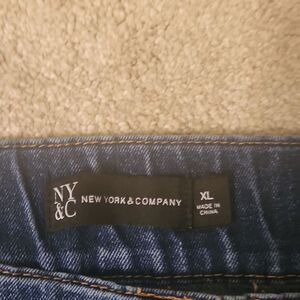 NY
&C
NEW YORK & COMPANY
XL
MADE IN
CHINA